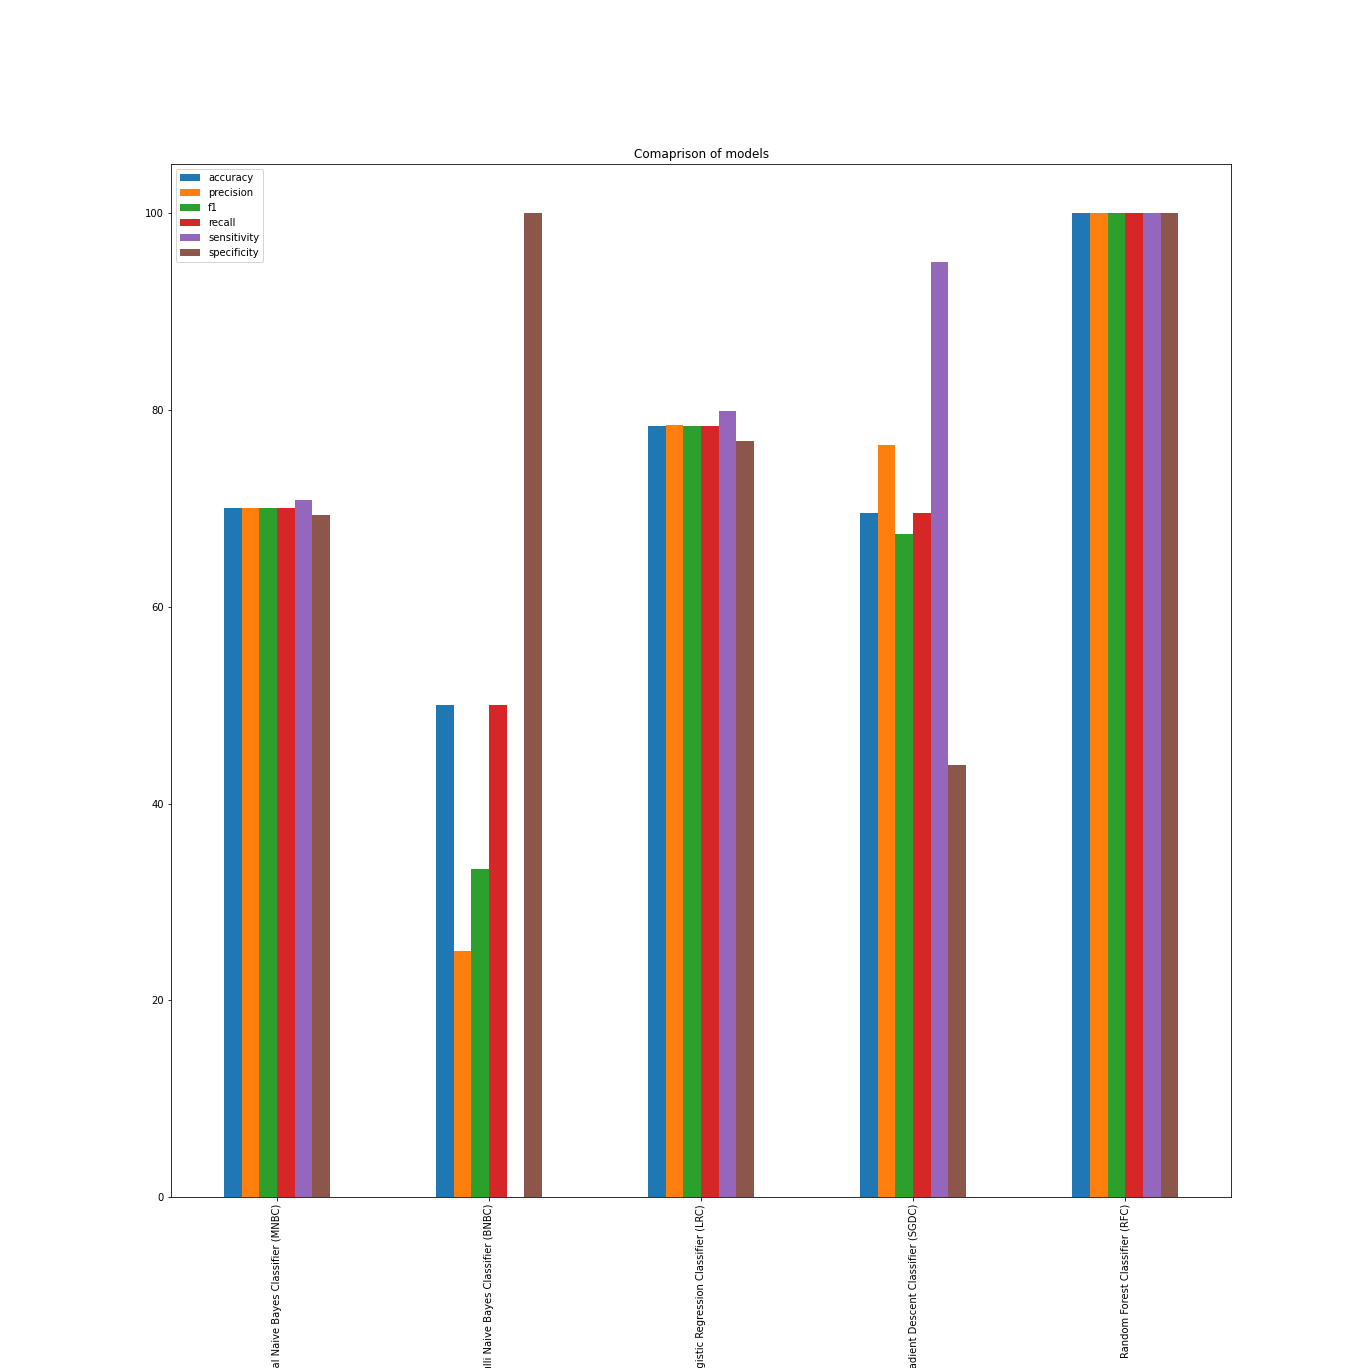 Comaprison of models
accuracy
precision
f1
recall
sensitivity
specificity
100
80
60
40
20
0
al Naive Bayes Classifier (MNBC)
ulli Naive Bayes Classifier (BNBC)
gistic Regression Classifier (LRC)
adient Descent Classifier (SGDC)
Random Forest Classifier (RFC)